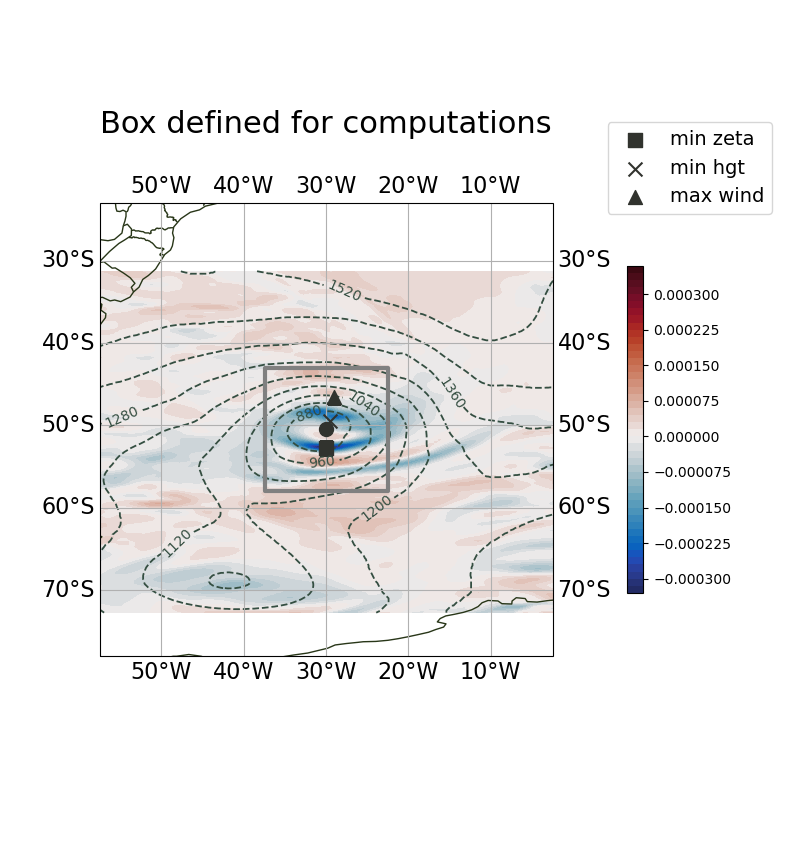 Box defined for computations
min zeta
min hgt
max wind
50°W 40°W 30°W 20°W 10°W
30°S 30°S
40°S 40°S
50°S 50°S
60°S 60°S
70°S 70°S
50°W 40°W 30°W 20°W 10°W
1520
1360
1280
1040
880
960
1200
1120
0.000300
0.000225
0.000150
0.000075
0.000000
−0.000075
−0.000150
−0.000225
−0.000300